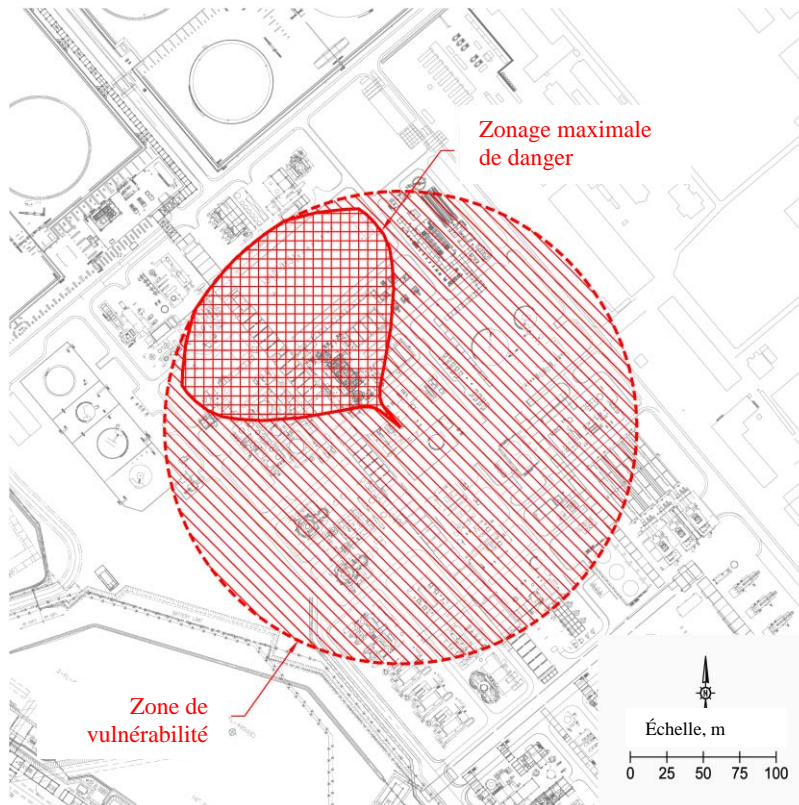 Zonage maximale
de danger
Zone de
vulnérabilité
N
Échelle, m
0 25 50 75 100